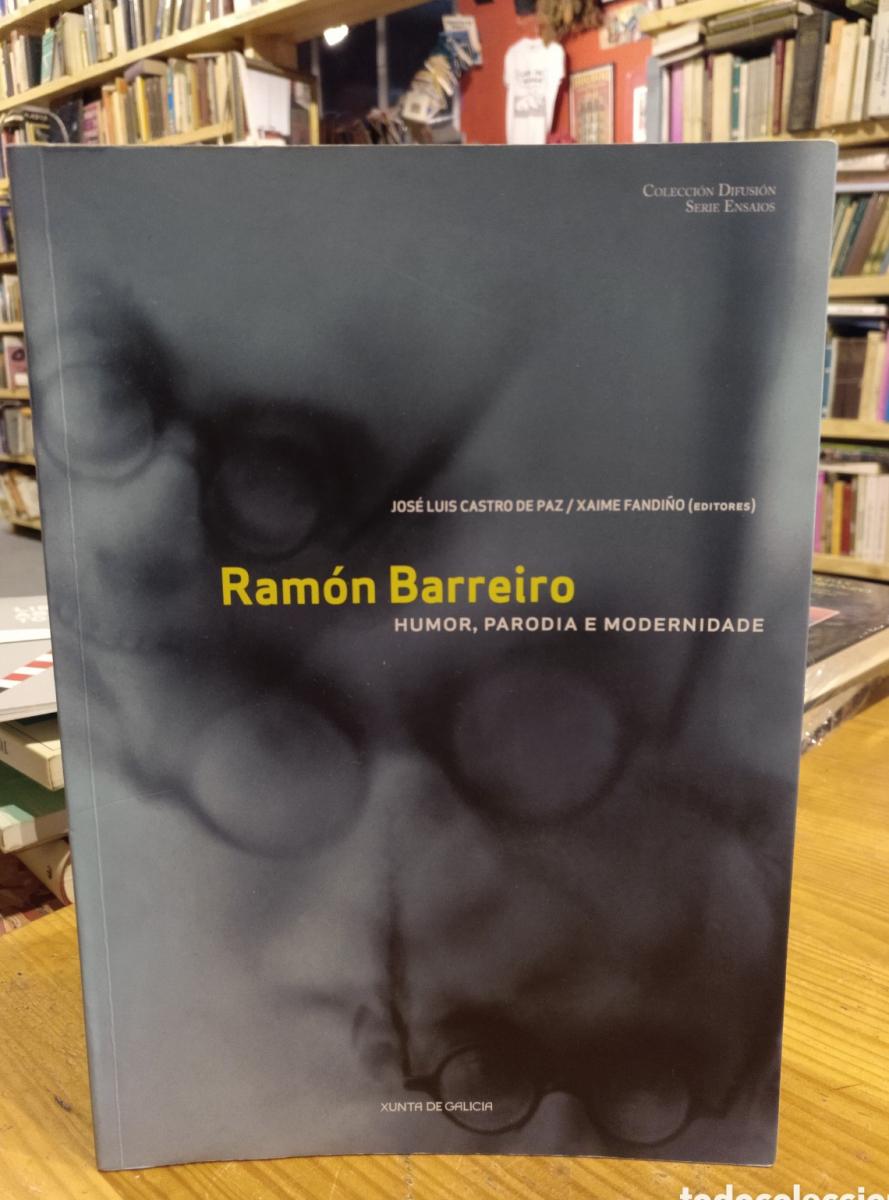 COLECCIÓN DIFUSIÓN
SERIE ENSAIOS
JOSÉ LUIS CASTRO DE PAZ / XAIME FANDIÑO (EDITORES)
Ramón Barreiro
HUMOR, PARODIA E MODERNIDADE
XUNTA DE GALICIA